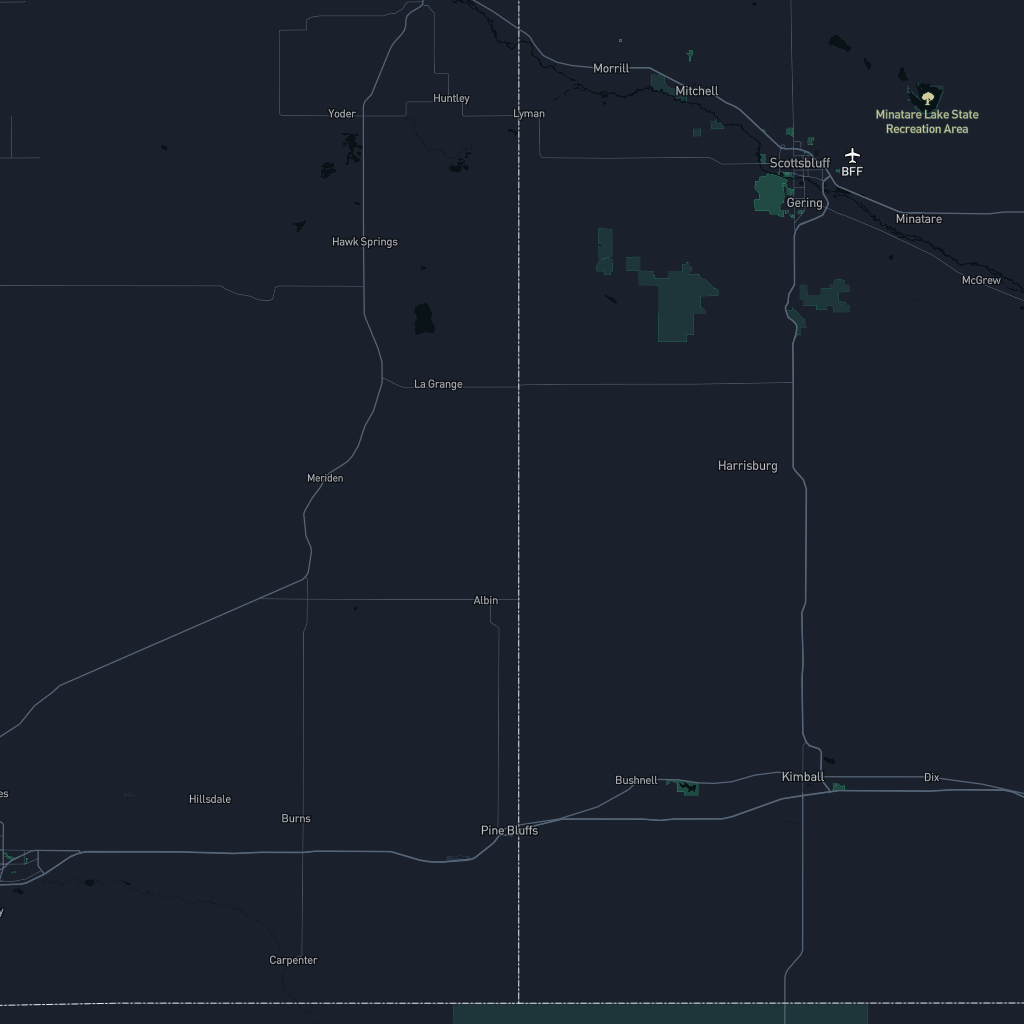 Morrill
Mitchell
Huntley
Yoder
Lyman
Minatare Lake State
Recreation Area
Scottsbluff
BFF
Gering
Minatare
Hawk Springs
McGrew
La Grange
Harrisburg
Meriden
Albin
Kimball
Dix
Bushnell
es
Hillsdale
Burns
Pine Bluffs
y
Carpenter